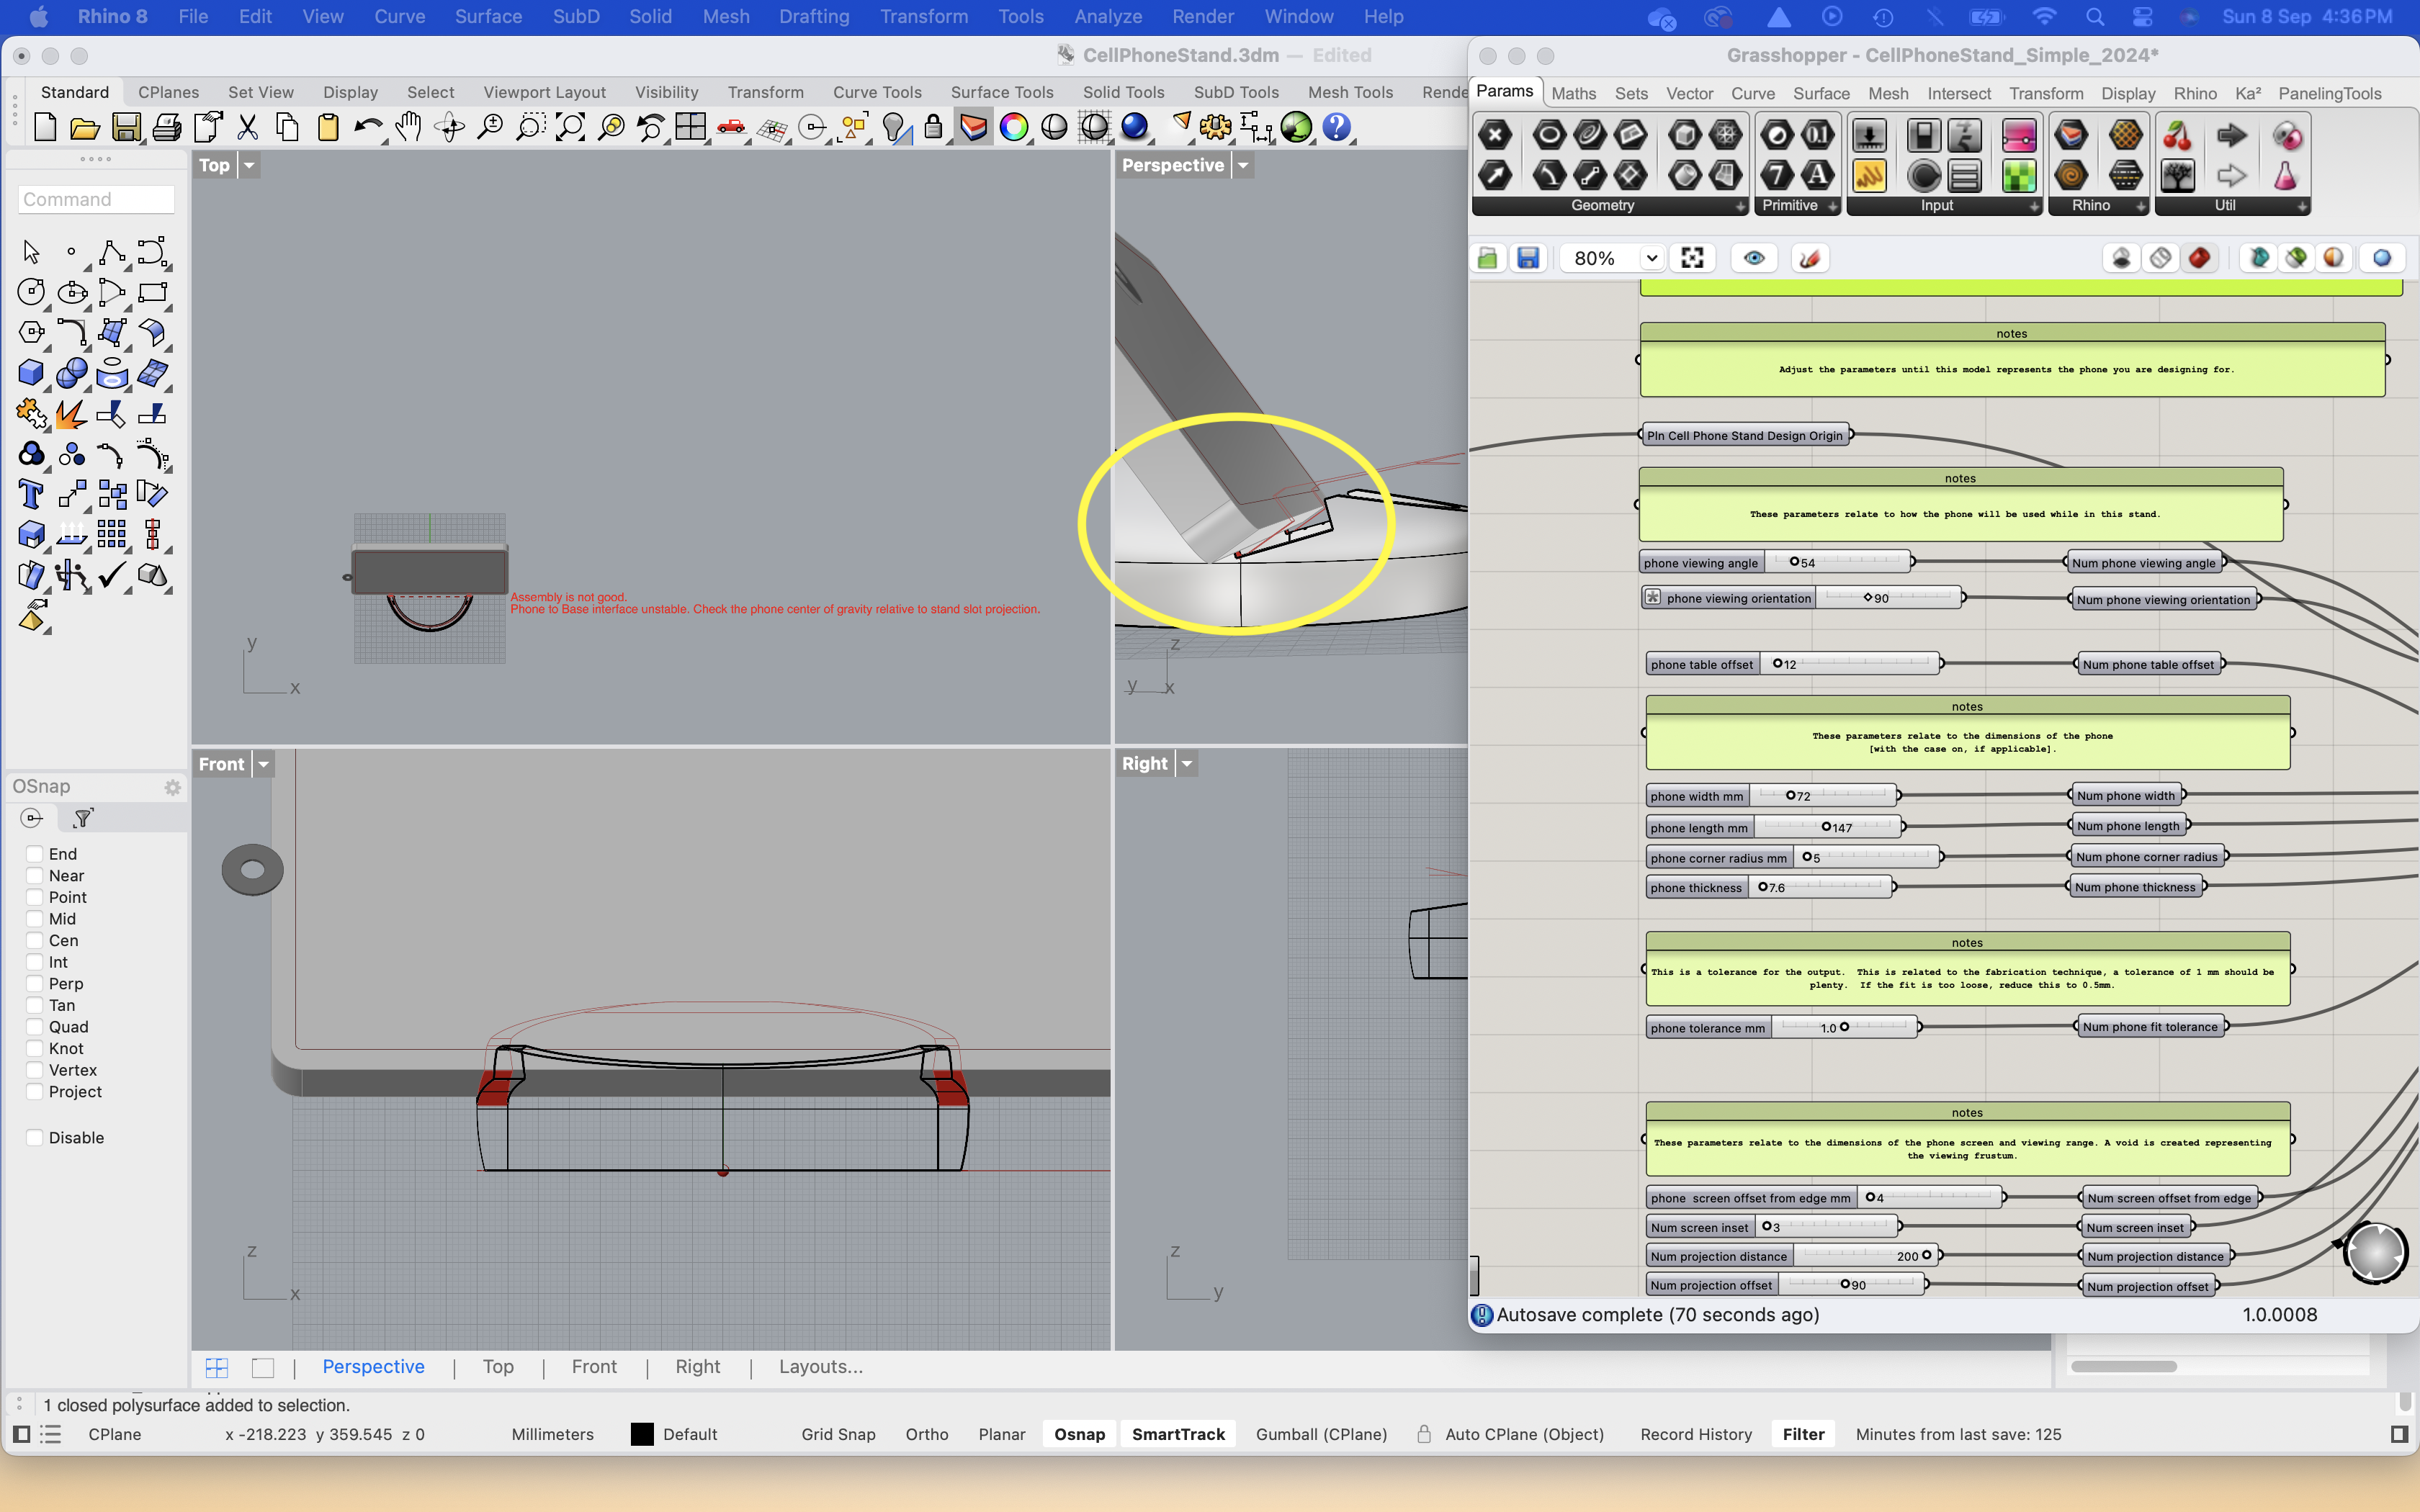 Rhino 8 File Edit View Curve Surface SubD Solid Mesh Drafting Transform Tools Analyze Render Window Help Sun 8 Sep 4:36 PM
CellPhoneStand.3dm — Edited
Grasshopper - CellPhoneStand_Simple_2024*
Standard CPlanes Set View Display Select Viewport Layout Visibility Transform Curve Tools Surface Tools Solid Tools SubD Tools Mesh Tools Rende
Params Maths Sets Vector Curve Surface Mesh Intersect Transform Display Rhino Ka² PanelingTools
Geometry Primitive Input Rhino Util
Command
80%
Top
Perspective
notes
Adjust the parameters until this model represents the phone you are designing for.
Pln Cell Phone Stand Design Origin
notes
These parameters relate to how the phone will be used while in this stand.
phone viewing angle 54 Num phone viewing angle
phone viewing orientation 90 Num phone viewing orientation
Assembly is not good.
Phone to Base interface unstable. Check the phone center of gravity relative to stand slot projection.
y
x
z
y
x
phone table offset 12 Num phone table offset
notes
These parameters relate to the dimensions of the phone
[with the case on, if applicable].
phone width mm 72 Num phone width
phone length mm 147 Num phone length
phone corner radius mm 5 Num phone corner radius
phone thickness 7.6 Num phone thickness
notes
This is a tolerance for the output. This is related to the fabrication technique, a tolerance of 1 mm should be
plenty. If the fit is too loose, reduce this to 0.5mm.
phone tolerance mm 1.0 Num phone fit tolerance
notes
These parameters relate to the dimensions of the phone screen and viewing range. A void is created representing
the viewing frustum.
phone screen offset from edge mm 4 Num screen offset from edge
Num screen inset 3 Num screen inset
Num projection distance 200 Num projection distance
Num projection offset 90 Num projection offset
Autosave complete (70 seconds ago) 1.0.0008
Front
Right
z
x
z
y
OSnap
End
Near
Point
Mid
Cen
Int
Perp
Tan
Quad
Knot
Vertex
Project
Disable
Perspective | Top | Front | Right | Layouts...
1 closed polysurface added to selection.
CPlane x -218.223 y 359.545 z 0 Millimeters Default Grid Snap Ortho Planar Osnap SmartTrack Gumball (CPlane) Auto CPlane (Object) Record History Filter Minutes from last save: 125